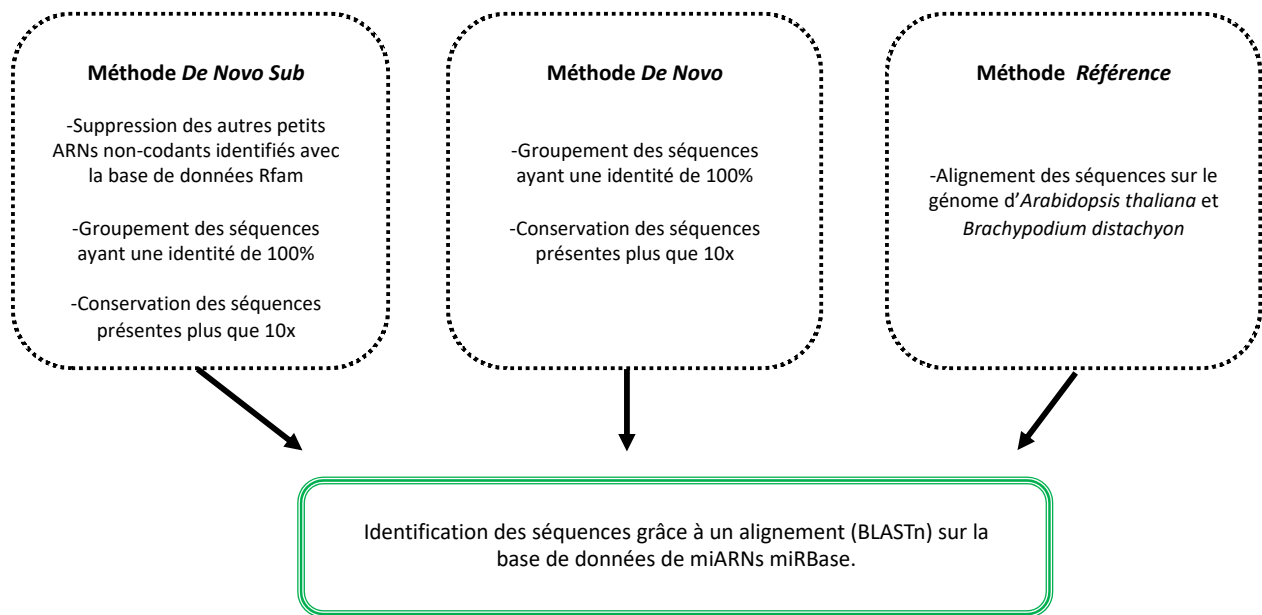 Méthode De Novo Sub
-Suppression des autres petits
ARNs non-codants identifiés avec
la base de données Rfam
-Groupement des séquences
ayant une identité de 100%
-Conservation des séquences
présentes plus que 10x
Méthode De Novo
-Groupement des séquences
ayant une identité de 100%
-Conservation des séquences
présentes plus que 10x
Méthode Référence
-Alignement des séquences sur le
génome d’Arabidopsis thaliana et
Brachypodium distachyon
Identification des séquences grâce à un alignement (BLASTn) sur la
base de données de miARNs miRBase.